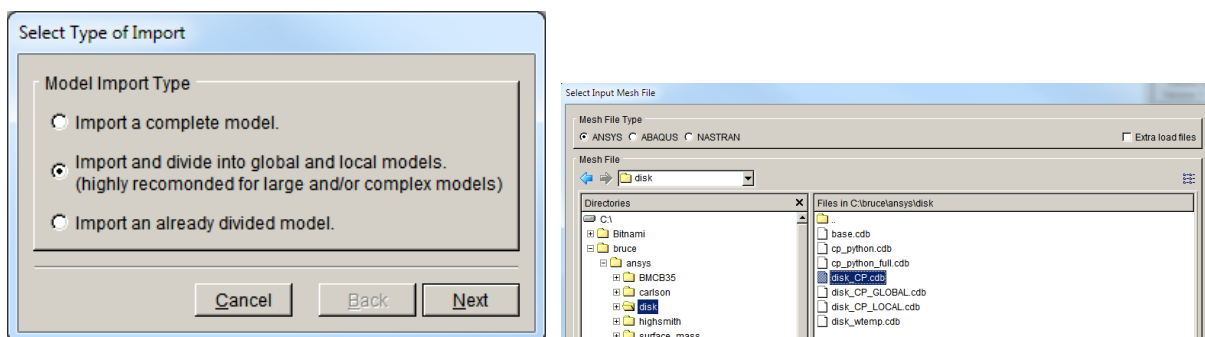 Select Type of Import
Model Import Type
Import a complete model.
Import and divide into global and local models.
(highly recomonded for large and/or complex models)
Import an already divided model.
Cancel
Back
Next
Select Input Mesh File
Mesh File Type
ANSYS
ABAQUS
NASTRAN
Extra load files
Mesh File
disk
Directories
X
C:\
Bitnami
bruce
ansys
BMCB35
carlson
disk
highsmith
surface_mass
Files in C:\bruce\ansys\disk
..
base.cdb
cp_python.cdb
cp_python_full.cdb
disk_CP.cdb
disk_CP_GLOBAL.cdb
disk_CP_LOCAL.cdb
disk_wtemp.cdb